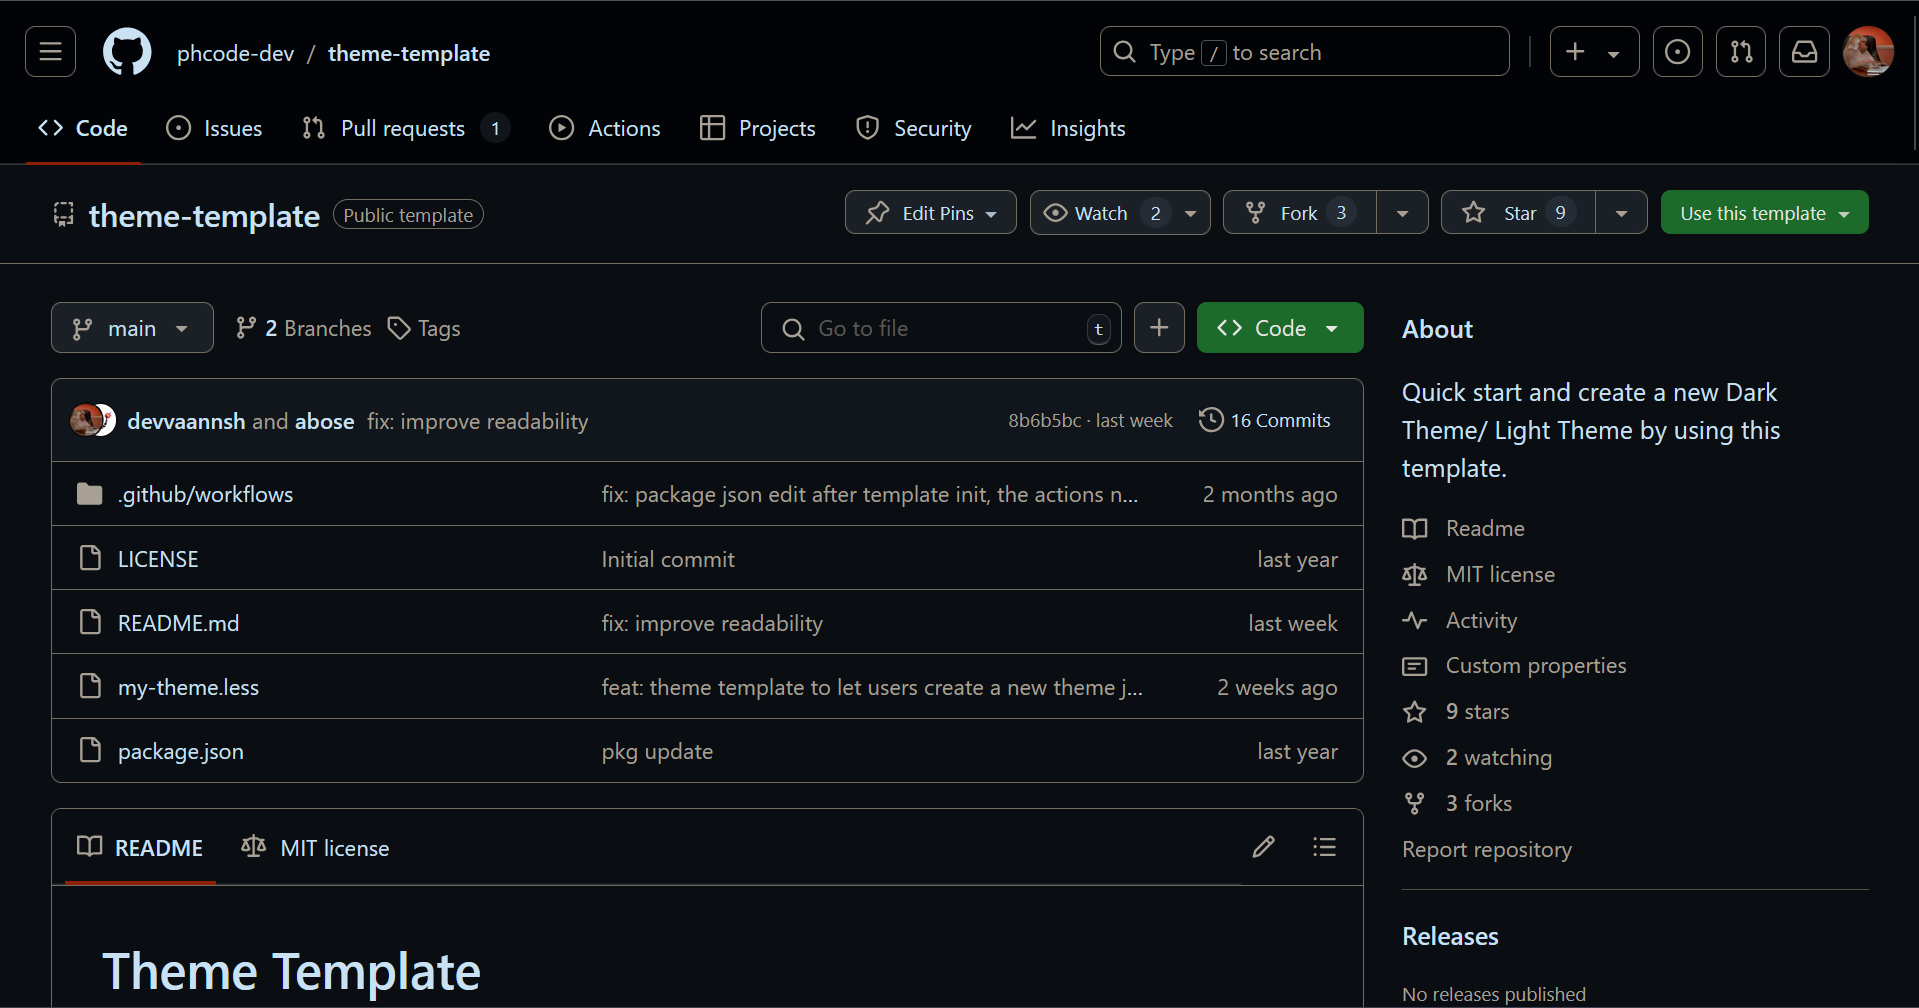 phcode-dev / theme-template
Type / to search
Code Issues Pull requests 1 Actions Projects Security Insights
theme-template Public template
Edit Pins Watch 2 Fork 3 Star 9 Use this template
main 2 Branches Tags
Go to file t
Code
devvaannsh and abose fix: improve readability 8b6b5bc · last week 16 Commits
.github/workflows fix: package json edit after template init, the actions n... 2 months ago
LICENSE Initial commit last year
README.md fix: improve readability last week
my-theme.less feat: theme template to let users create a new theme j... 2 weeks ago
package.json pkg update last year
README MIT license
Theme Template
About
Quick start and create a new Dark
Theme/ Light Theme by using this
template.
Readme
MIT license
Activity
Custom properties
9 stars
2 watching
3 forks
Report repository
Releases
No releases published